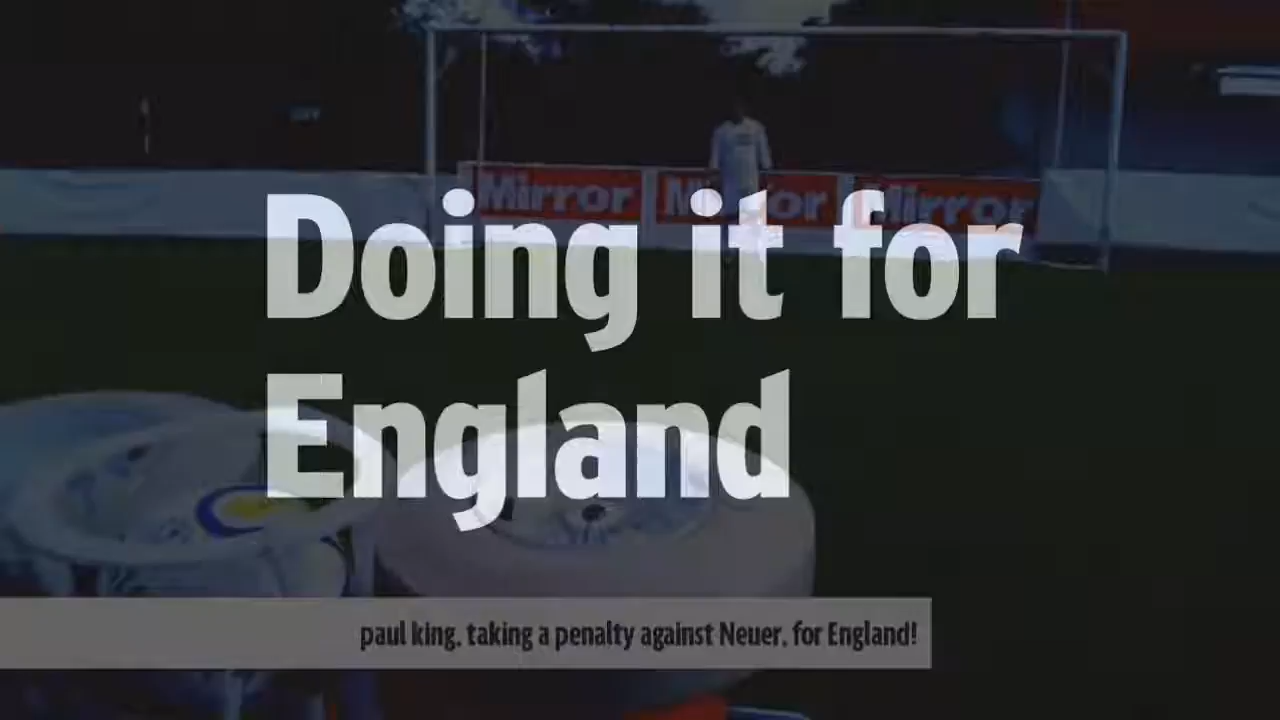 Mirror Mirror Mirror
Doing it for
England
paul king, taking a penalty against Neuer, for England!